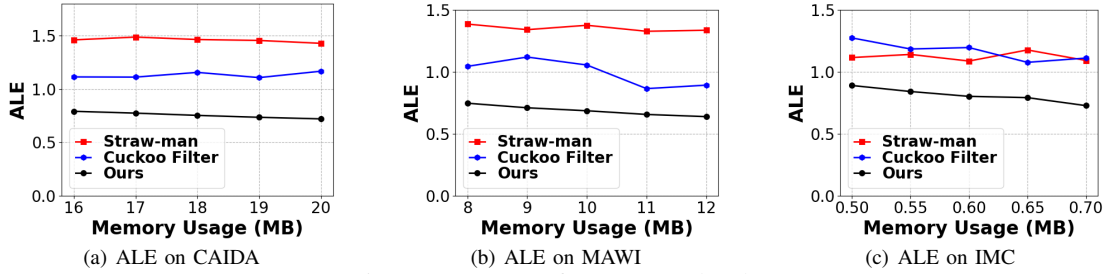 ALE
1.5
1.0
0.5
0.0
Straw-man
Cuckoo Filter
Ours
16 17 18 19 20
Memory Usage (MB)
(a) ALE on CAIDA
ALE
1.5
1.0
0.5
0.0
Straw-man
Cuckoo Filter
Ours
8 9 10 11 12
Memory Usage (MB)
(b) ALE on MAWI
ALE
1.5
1.0
0.5
0.0
Straw-man
Cuckoo Filter
Ours
0.50 0.55 0.60 0.65 0.70
Memory Usage (MB)
(c) ALE on IMC